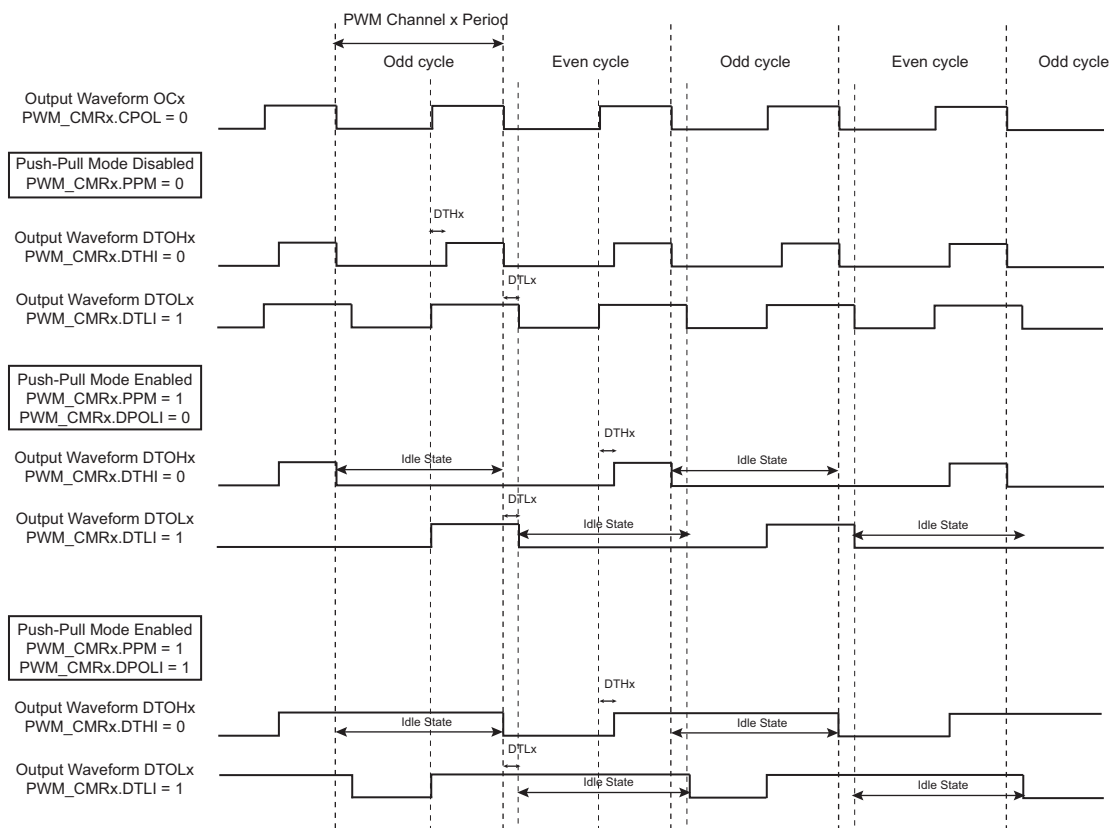 PWM Channel x Period
Odd cycle
Even cycle
Odd cycle
Even cycle
Odd cycle
Output Waveform OCx
PWM_CMRx.CPOL = 0
Push-Pull Mode Disabled
PWM_CMRx.PPM = 0
DTHx
Output Waveform DTOHx
PWM_CMRx.DTHI = 0
DTLx
Output Waveform DTOLx
PWM_CMRx.DTLI = 1
Push-Pull Mode Enabled
PWM_CMRx.PPM = 1
PWM_CMRx.DPOLI = 0
DTHx
Output Waveform DTOHx
PWM_CMRx.DTHI = 0
Idle State
Idle State
DTLx
Output Waveform DTOLx
PWM_CMRx.DTLI = 1
Idle State
Idle State
Push-Pull Mode Enabled
PWM_CMRx.PPM = 1
PWM_CMRx.DPOLI = 1
DTHx
Output Waveform DTOHx
PWM_CMRx.DTHI = 0
Idle State
Idle State
DTLx
Output Waveform DTOLx
PWM_CMRx.DTLI = 1
Idle State
Idle State